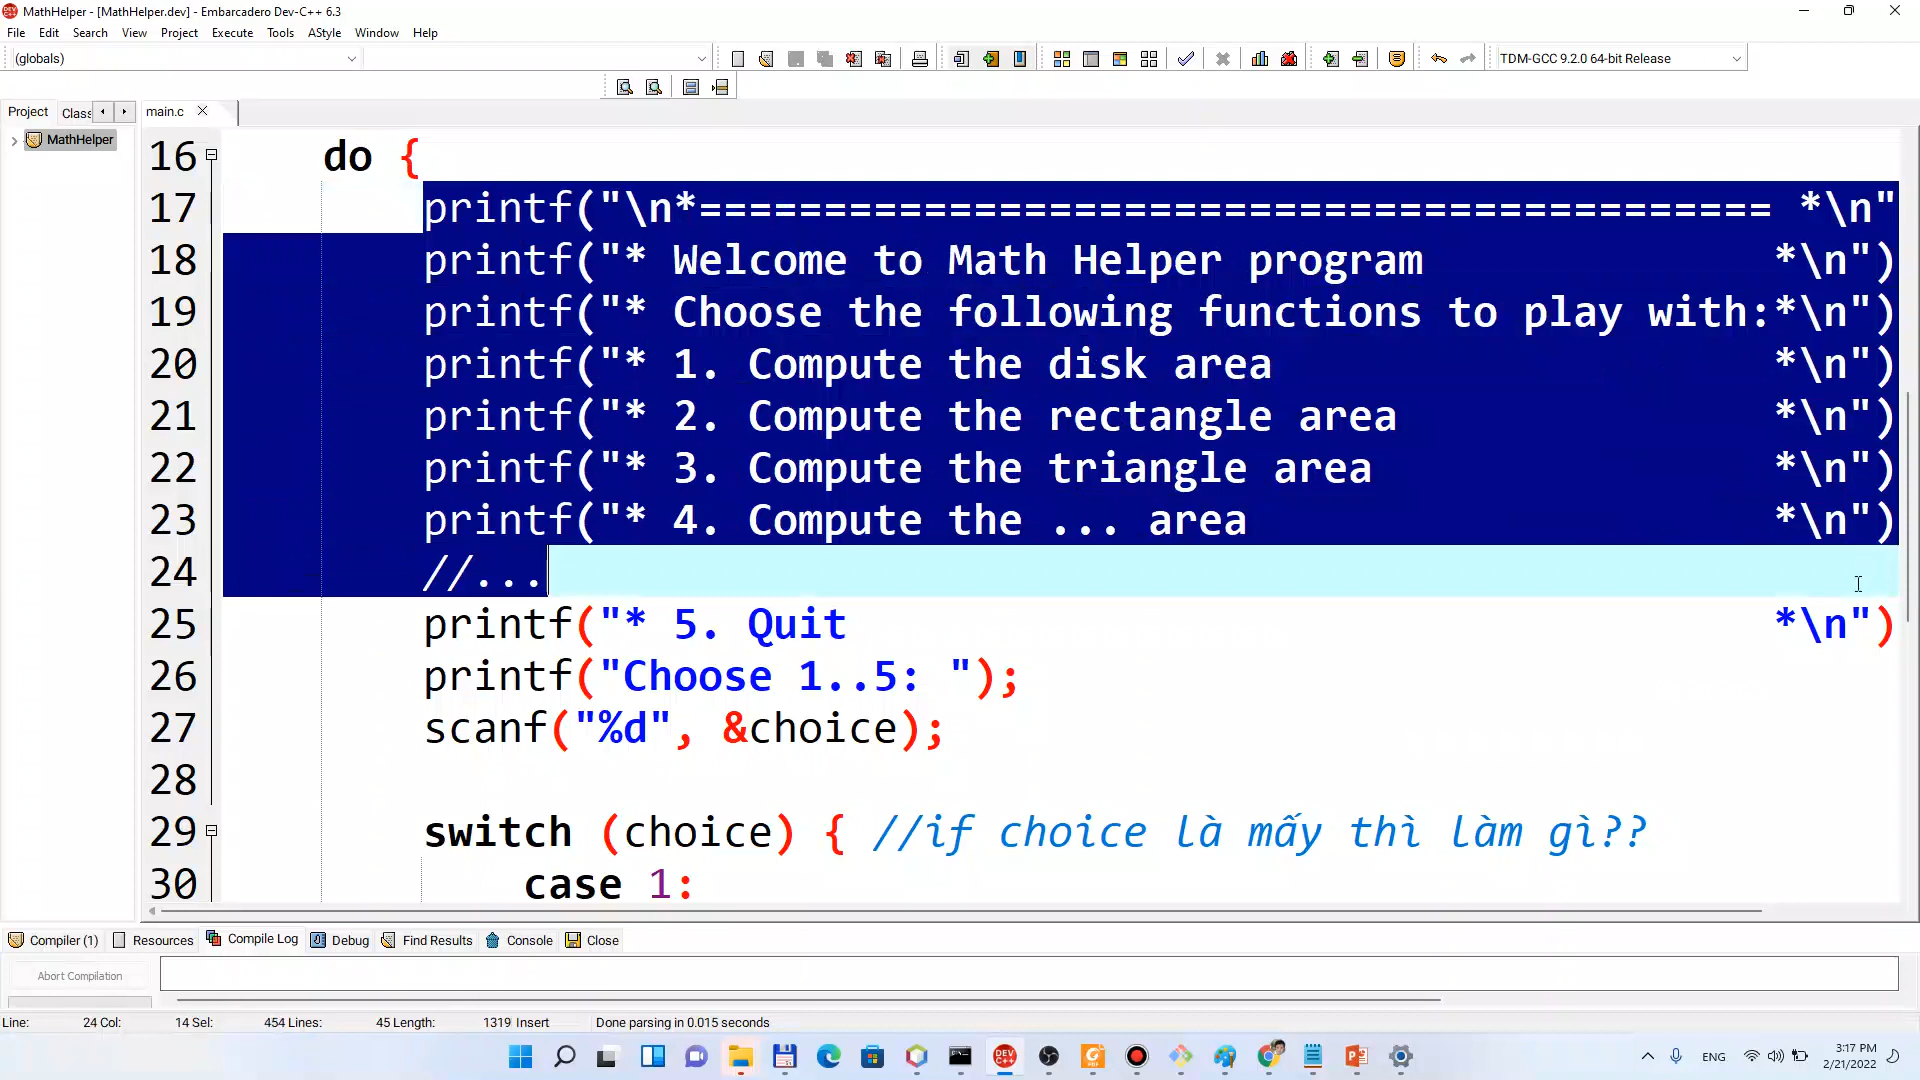 MathHelper - [MathHelper.dev] - Embarcadero Dev-C++ 6.3
File Edit Search View Project Execute Tools AStyle Window Help
(globals)
TDM-GCC 9.2.0 64-bit Release
Project Clas main.c
MathHelper
16 do {
17 printf("\n*=========================================== *\n"
18 printf("* Welcome to Math Helper program *\n")
19 printf("* Choose the following functions to play with:*\n")
20 printf("* 1. Compute the disk area *\n")
21 printf("* 2. Compute the rectangle area *\n")
22 printf("* 3. Compute the triangle area *\n")
23 printf("* 4. Compute the ... area *\n")
24 //...
25 printf("* 5. Quit *\n")
26 printf("Choose 1..5: ");
27 scanf("%d", &choice);
28
29 switch (choice) { //if choice là mấy thì làm gì??
30 case 1:
Compiler (1) Resources Compile Log Debug Find Results Console Close
Abort Compilation
Line: 24 Col: 14 Sel: 454 Lines: 45 Length: 1319 Insert Done parsing in 0.015 seconds
ENG
3:17 PM
2/21/2022